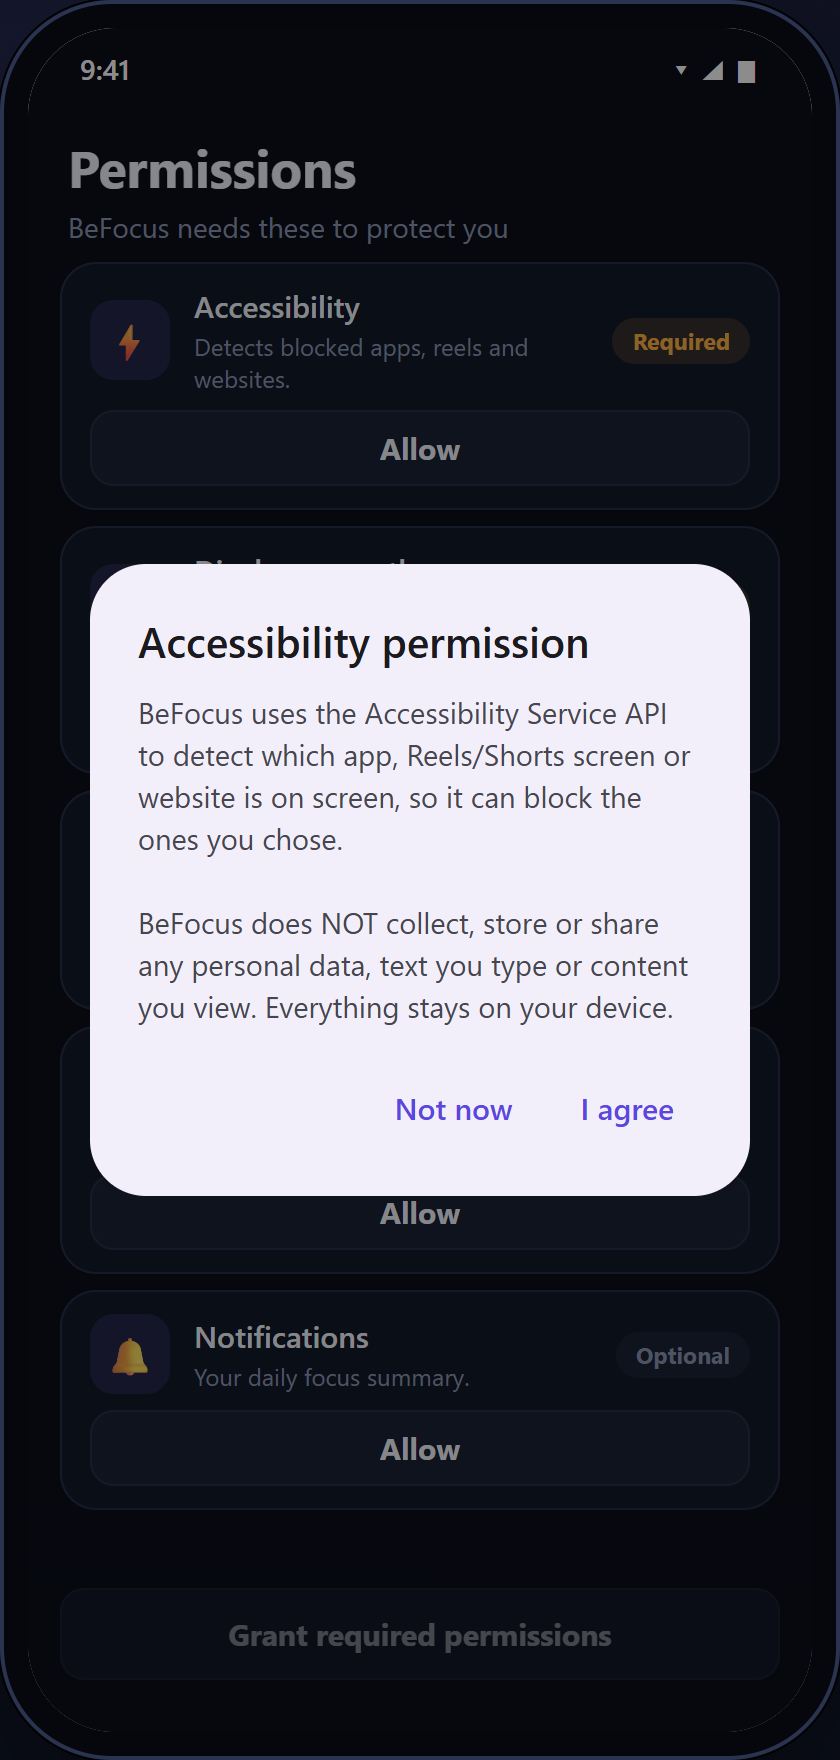 9:41
Permissions
BeFocus needs these to protect you
Accessibility
Detects blocked apps, reels and
websites.
Required
Allow
Accessibility permission
BeFocus uses the Accessibility Service API
to detect which app, Reels/Shorts screen or
website is on screen, so it can block the
ones you chose.
BeFocus does NOT collect, store or share
any personal data, text you type or content
you view. Everything stays on your device.
Not now
I agree
Allow
Notifications
Your daily focus summary.
Optional
Allow
Grant required permissions